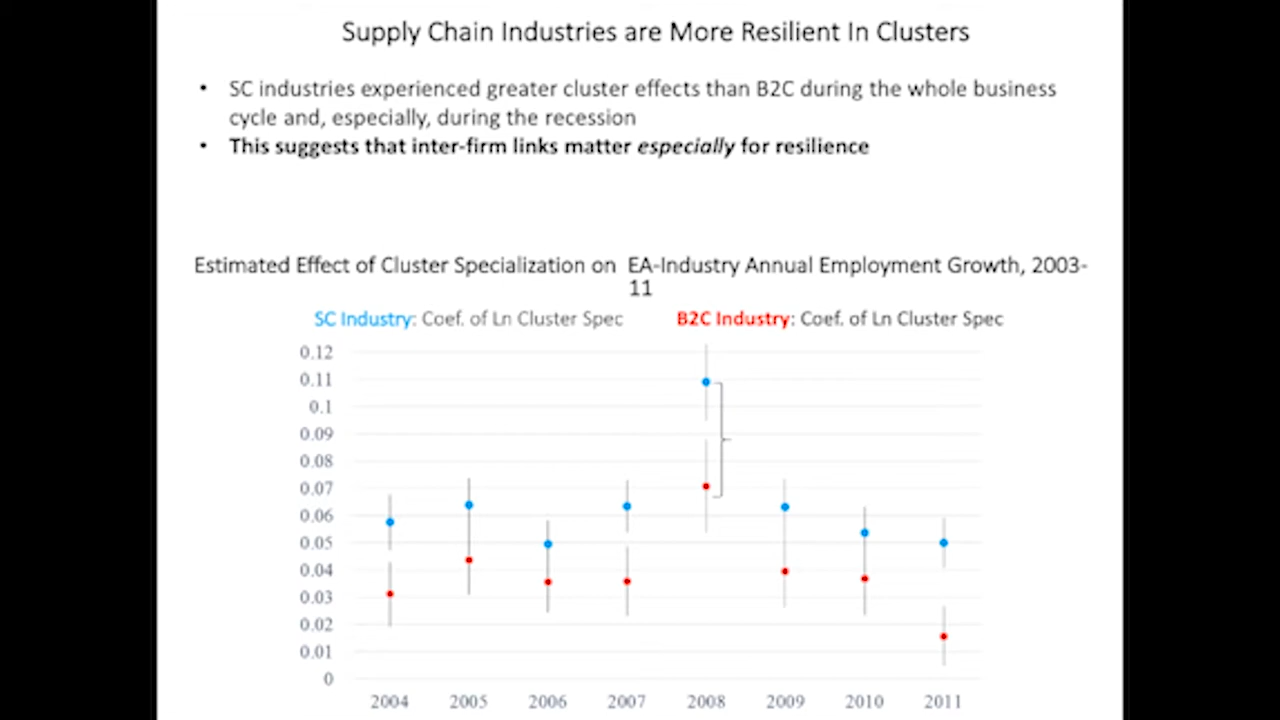 Supply Chain Industries are More Resilient In Clusters
• SC industries experienced greater cluster effects than B2C during the whole business
cycle and, especially, during the recession
• This suggests that inter-firm links matter especially for resilience
Estimated Effect of Cluster Specialization on EA-Industry Annual Employment Growth, 2003-
11
SC Industry: Coef. of Ln Cluster Spec B2C Industry: Coef. of Ln Cluster Spec
0.12
0.11
0.1
0.09
0.08
0.07
0.06
0.05
0.04
0.03
0.02
0.01
0
2004 2005 2006 2007 2008 2009 2010 2011